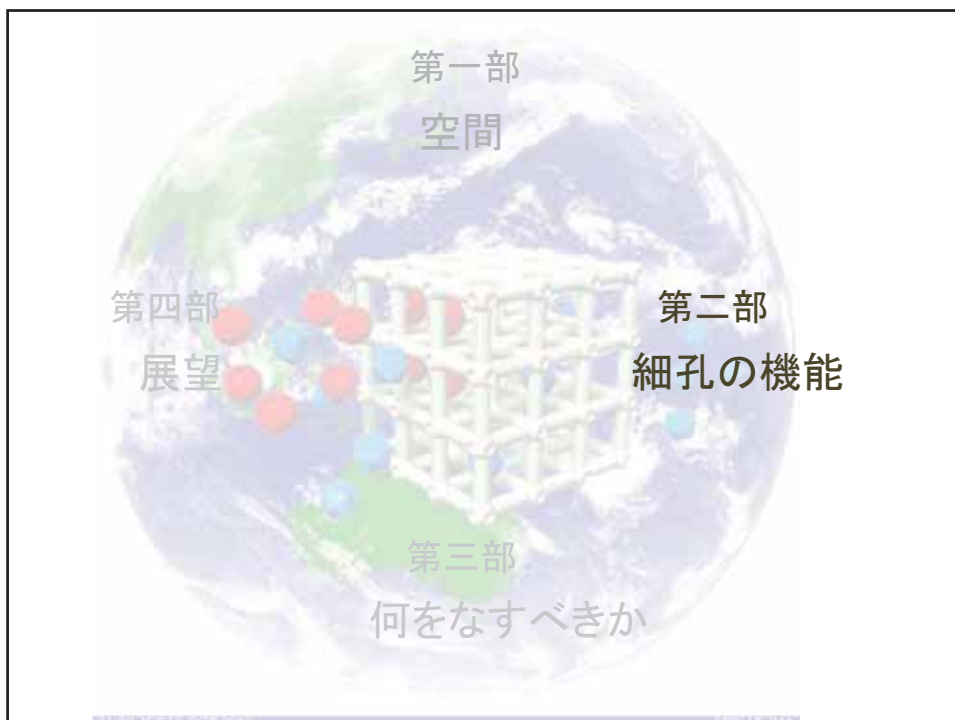 第一部
空間
第二部
細孔の機能
第三部
何をなすべきか
第四部
展望